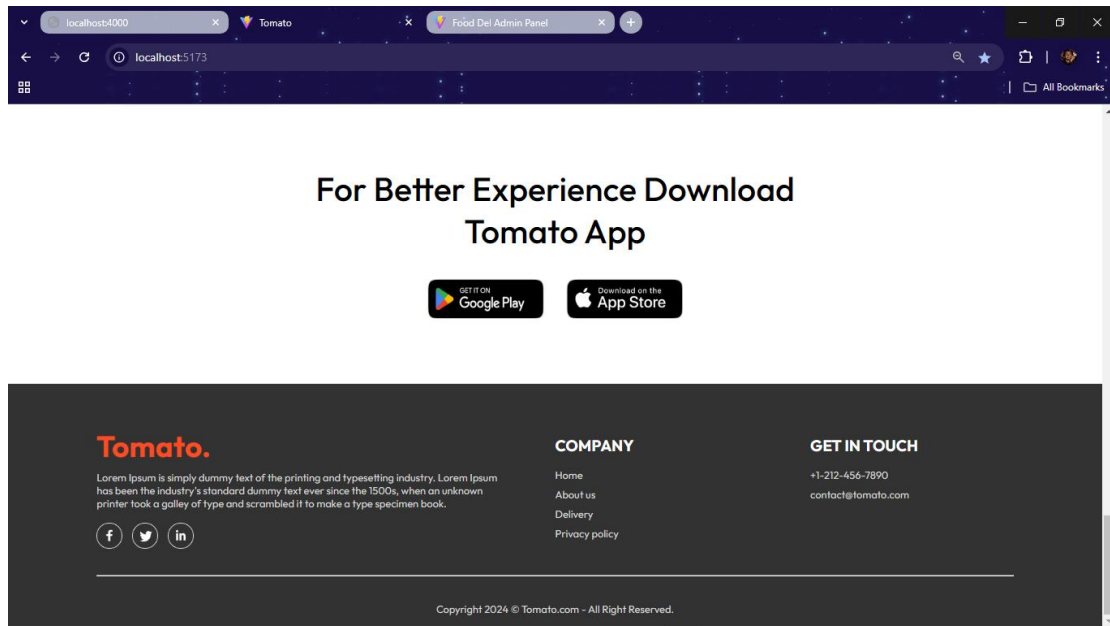 localhost:4000
Tomato
Food Del Admin Panel
localhost:5173
All Bookmarks
For Better Experience Download
Tomato App
GET IT ON
Google Play
Download on the
App Store
Tomato.
Lorem Ipsum is simply dummy text of the printing and typesetting industry. Lorem Ipsum
has been the industry's standard dummy text ever since the 1500s, when an unknown
printer took a galley of type and scrambled it to make a type specimen book.
COMPANY
Home
About us
Delivery
Privacy policy
GET IN TOUCH
+1-212-456-7890
contact@tomato.com
Copyright 2024 © Tomato.com - All Right Reserved.